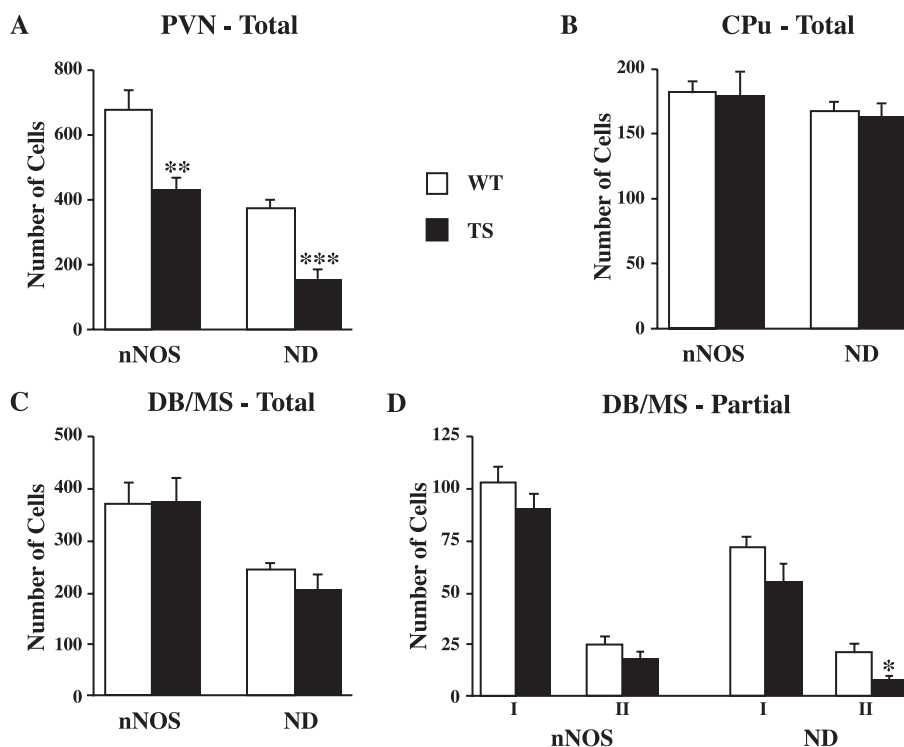 A PVN - Total
800
600
400
200
0
Number of Cells
**
***
nNOS ND
WT
TS
B CPu - Total
200
150
100
50
0
Number of Cells
nNOS ND
C DB/MS - Total
500
400
300
200
100
0
Number of Cells
nNOS ND
D DB/MS - Partial
125
100
75
50
25
0
Number of Cells
*
I II I II
nNOS ND